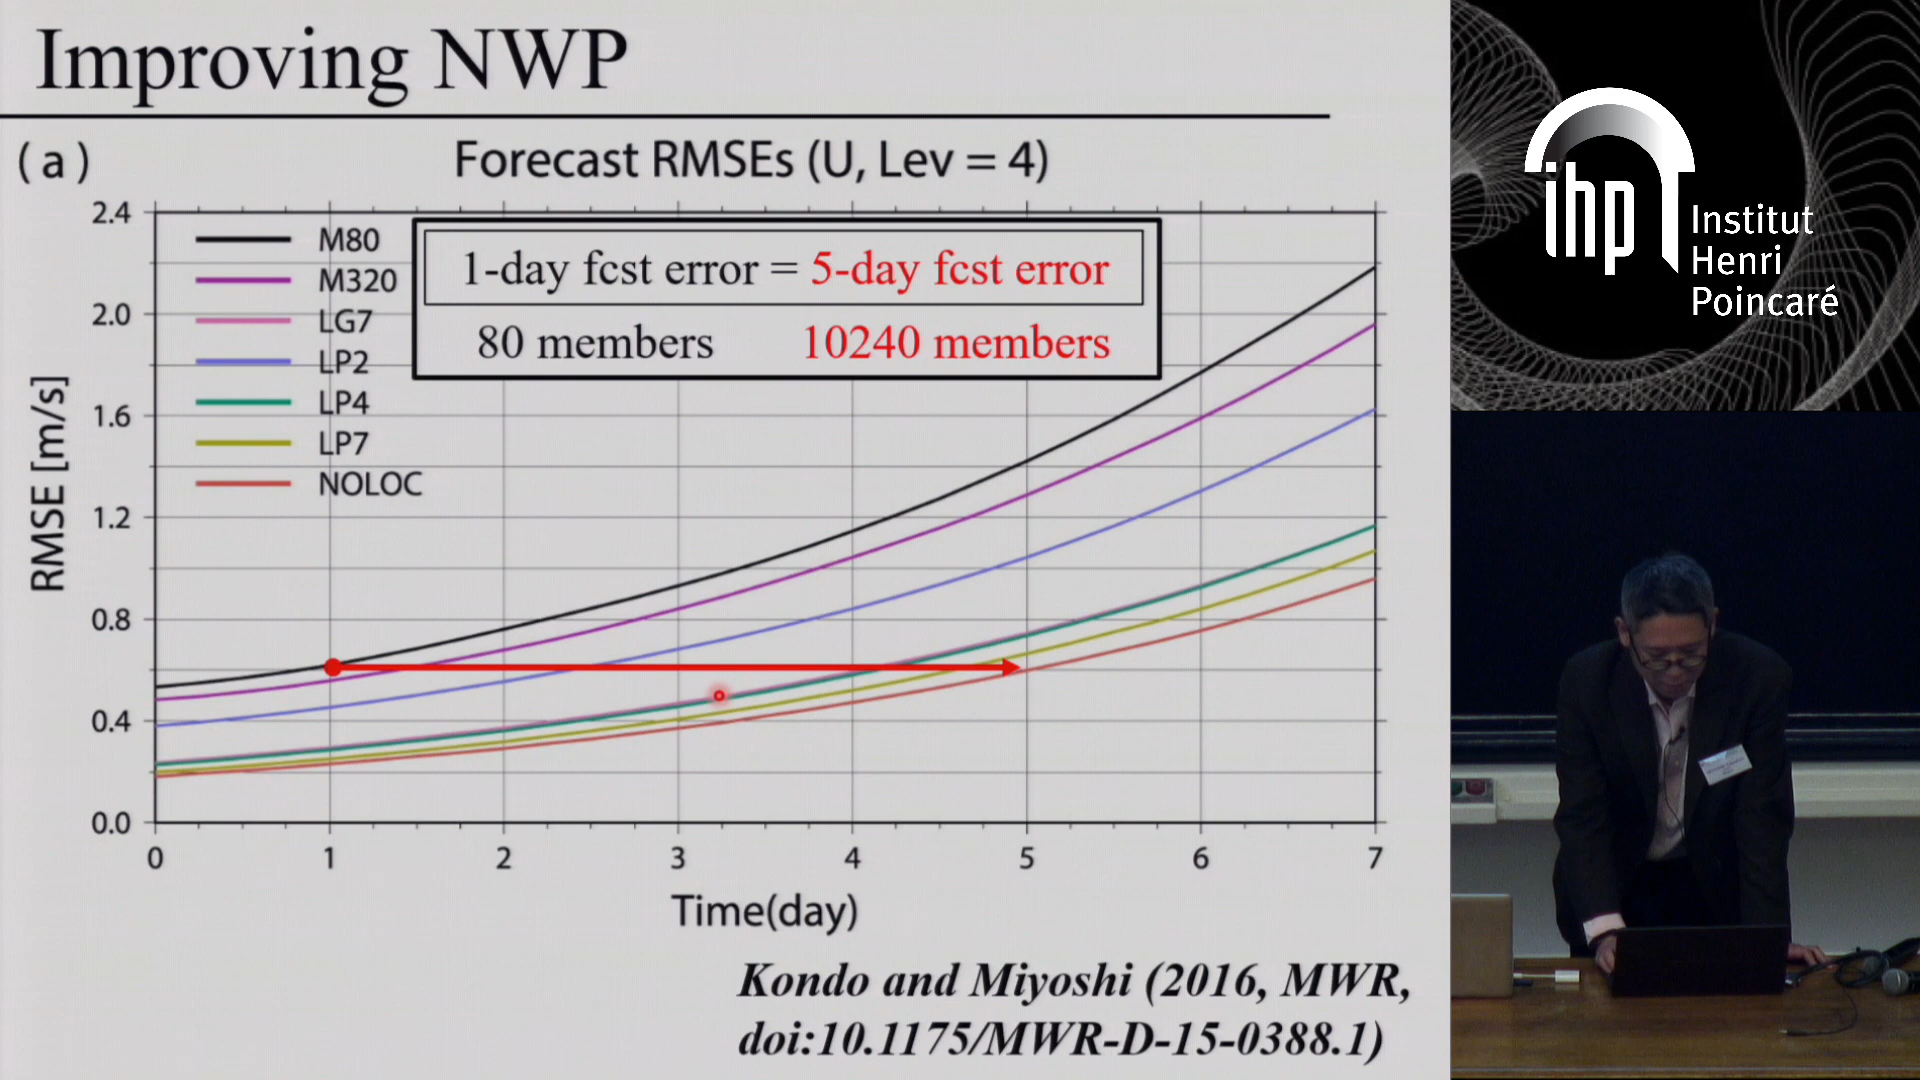 Improving NWP
(a)
Forecast RMSEs (U, Lev = 4)
M80
M320
LG7
LP2
LP4
LP7
NOLOC
1-day fcst error = 5-day fcst error
80 members 10240 members
RMSE [m/s]
2.4
2.0
1.6
1.2
0.8
0.4
0.0
0 1 2 3 4 5 6 7
Time(day)
Kondo and Miyoshi (2016, MWR,
doi:10.1175/MWR-D-15-0388.1)
ihp
Institut
Henri
Poincaré